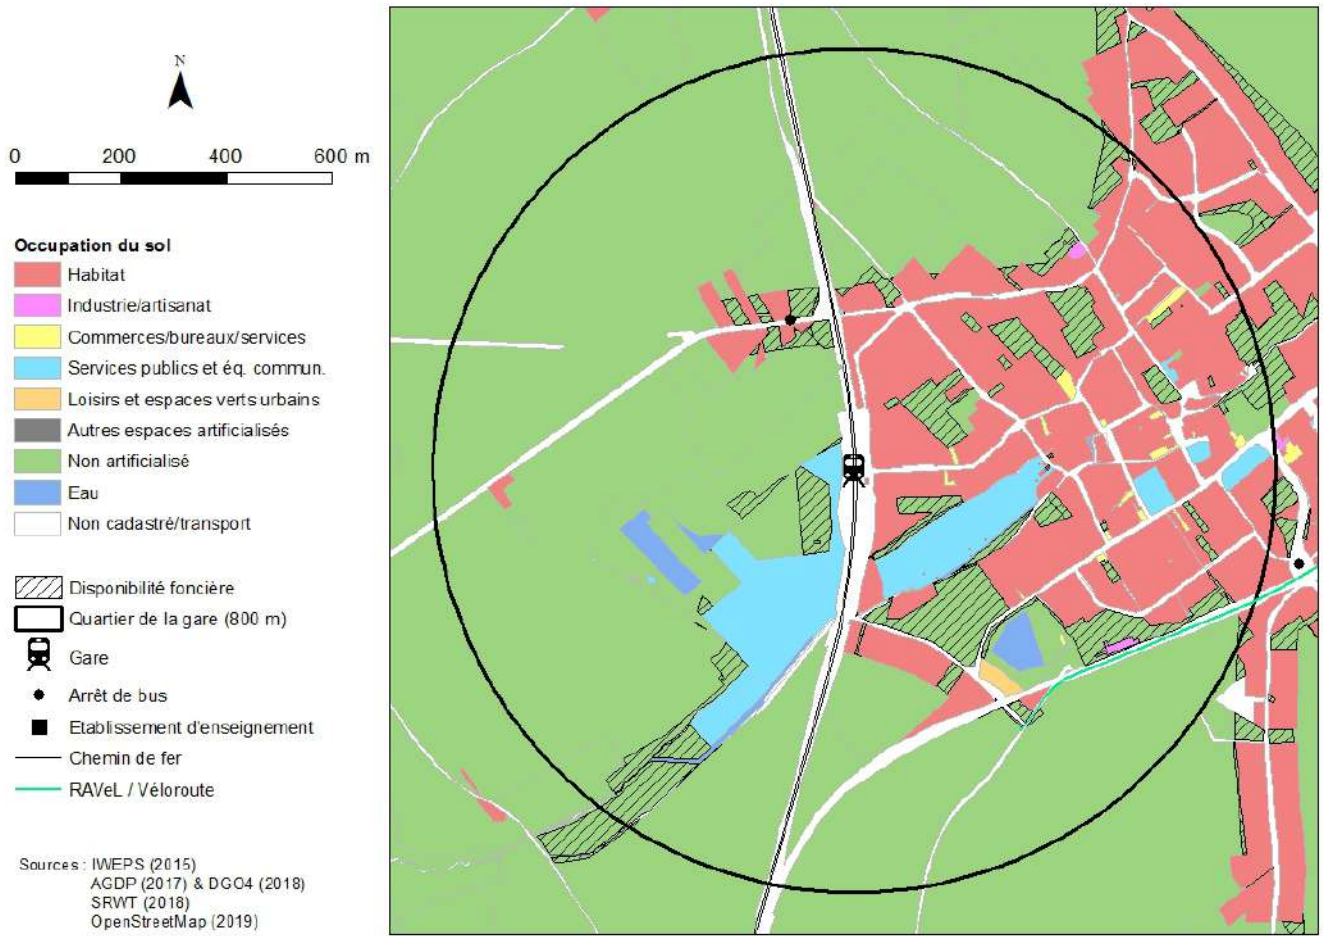 N
0 200 400 600 m
Occupation du sol
Habitat
Industrie/artisanat
Commerces/bureaux/services
Services publics et éq. commun.
Loisirs et espaces verts urbains
Autres espaces artificialisés
Non artificialisé
Eau
Non cadastré/transport
Disponibilité foncière
Quartier de la gare (800 m)
Gare
Arrêt de bus
Etablissement d'enseignement
Chemin de fer
RAVeL / Véloroute
Sources : IWEPS (2015)
AGDP (2017) & DGO4 (2018)
SRWT (2018)
OpenStreetMap (2019)